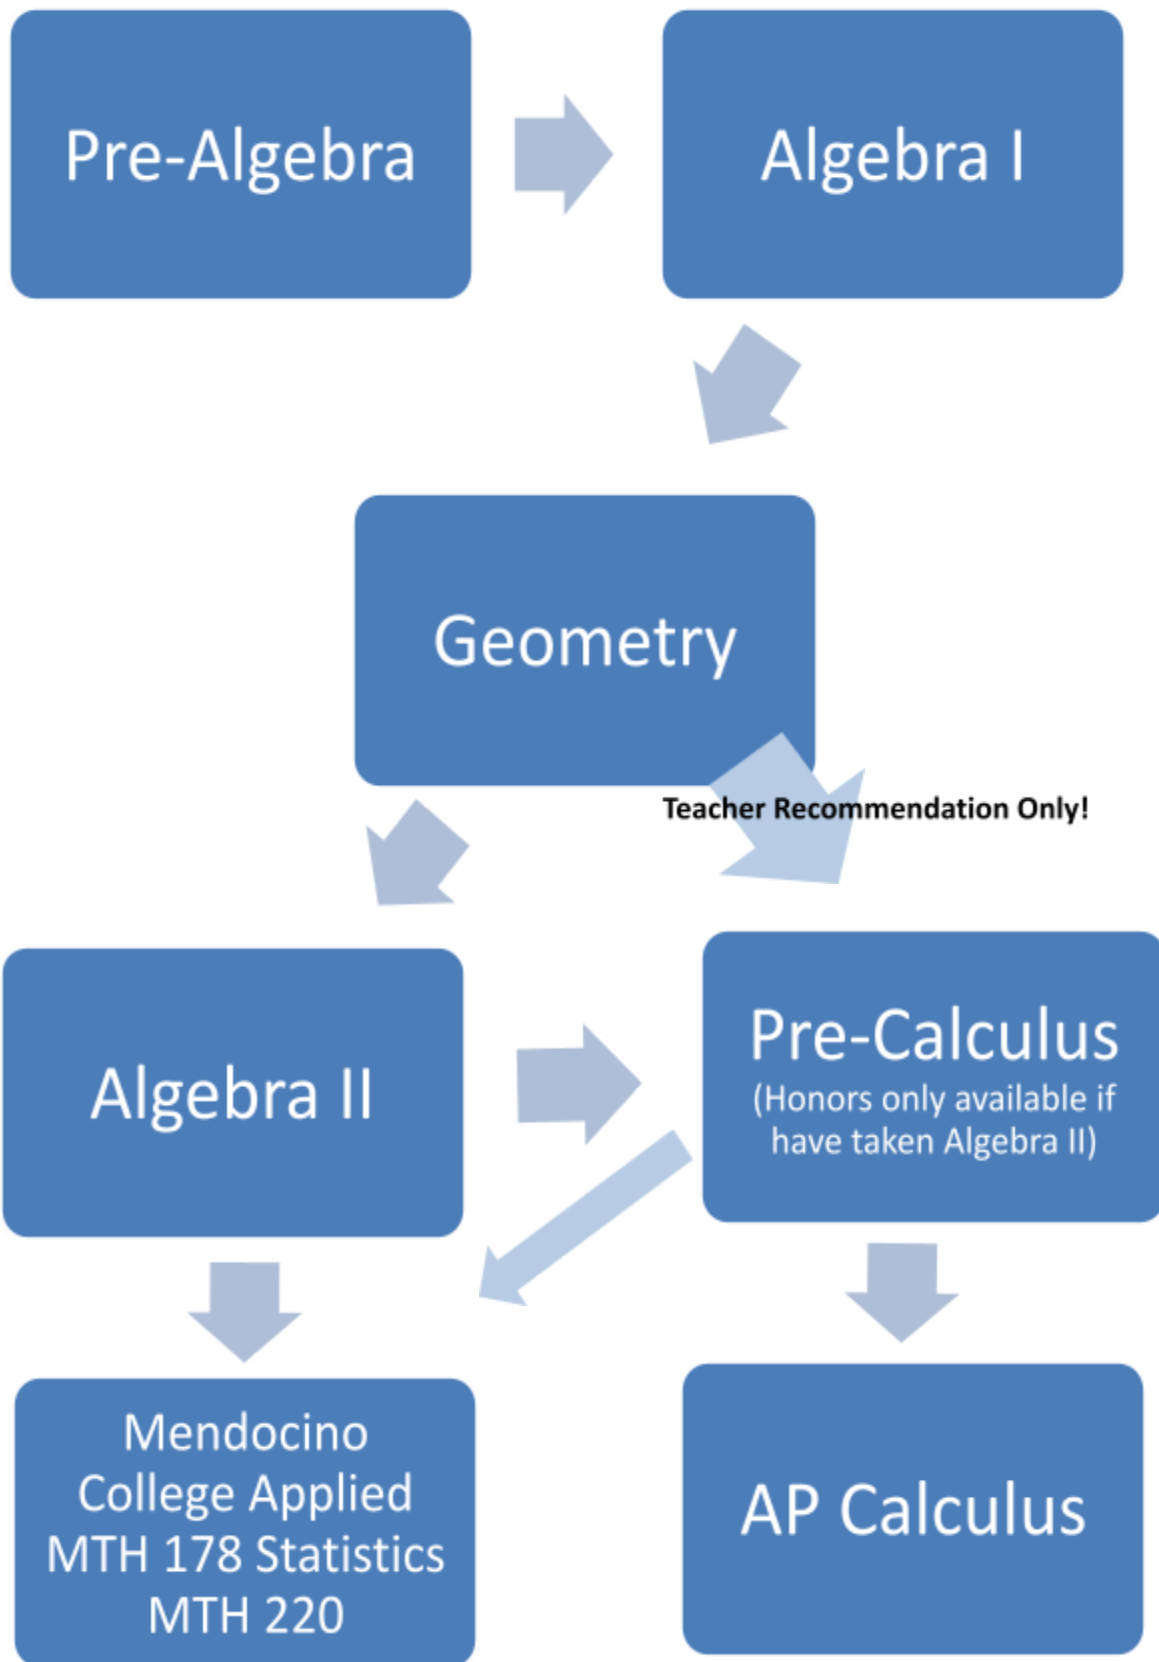 Pre-Algebra
Algebra I
Geometry
Teacher Recommendation Only!
Algebra II
Pre-Calculus
(Honors only available if
have taken Algebra II)
Mendocino
College Applied
MTH 178 Statistics
MTH 220
AP Calculus